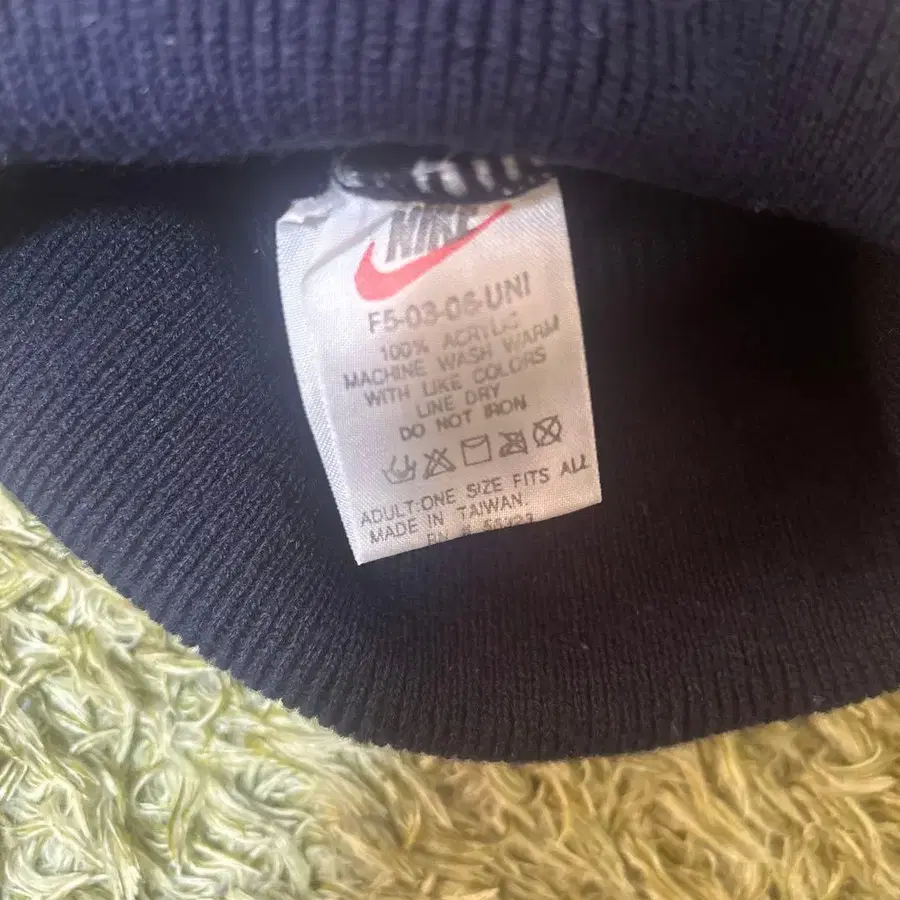 NIKE
F5-03-06-UNI
100% ACRYLIC
MACHINE WASH WARM
WITH LIKE COLORS
LINE DRY
DO NOT IRON
ADULT:ONE SIZE FITS ALL
MADE IN TAIWAN
RN #